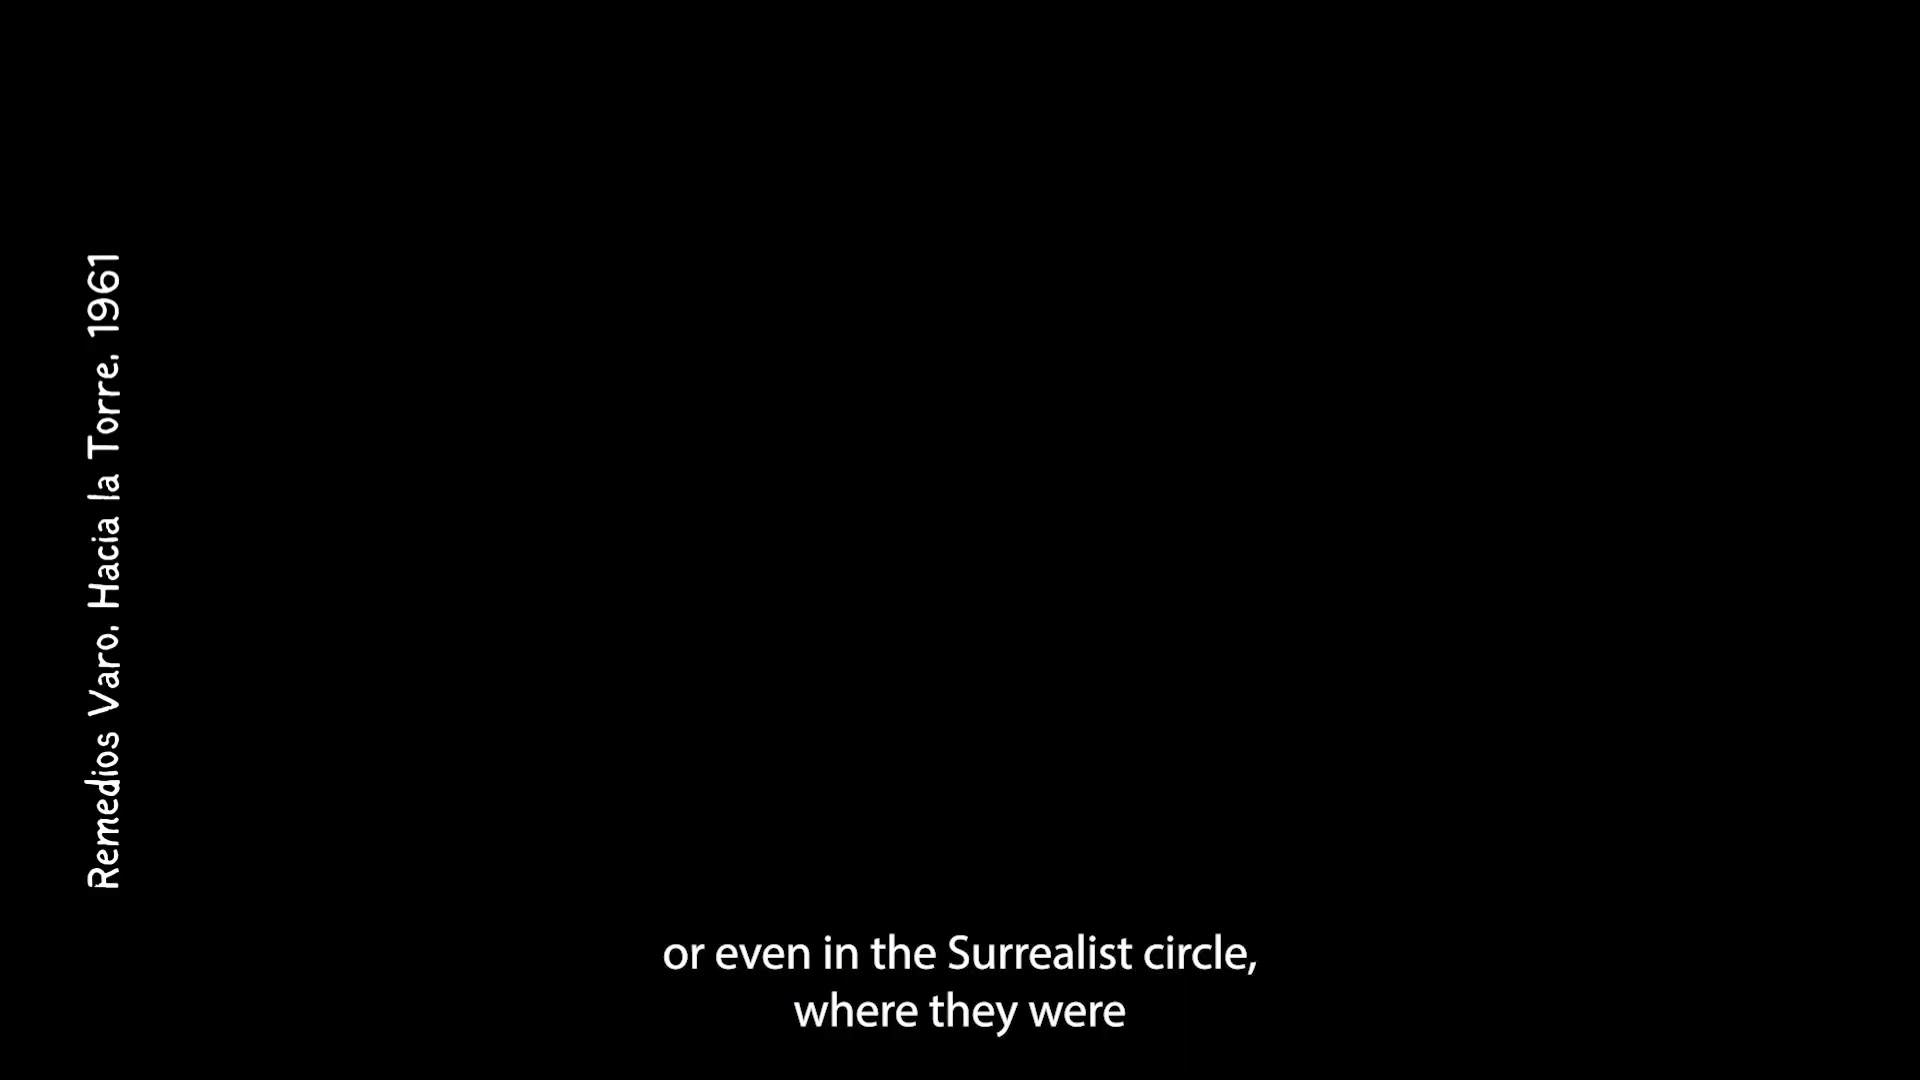 Remedios Varo. Hacia la Torre. 1961
or even in the Surrealist circle,
where they were